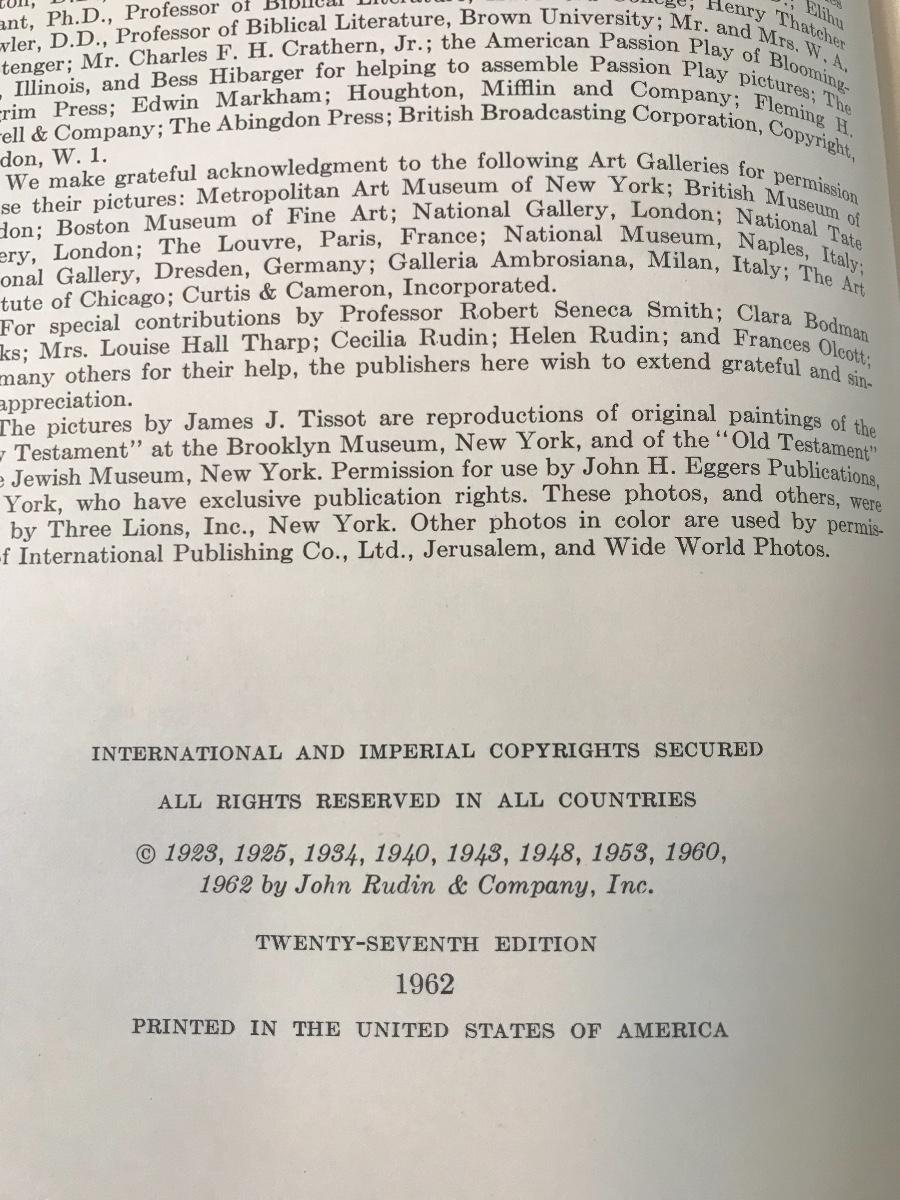 ant, Ph.D., Professor of Biblical Literature, College; Henry Thatcher
wler, D.D., Professor of Biblical Literature, Brown University; Mr. and Mrs. W. A.
tenger; Mr. Charles F. H. Crathern, Jr.; the American Passion Play of Blooming-
, Illinois, and Bess Hibarger for helping to assemble Passion Play pictures; The
rim Press; Edwin Markham; Houghton, Mifflin and Company; Fleming H.
ell & Company; The Abingdon Press; British Broadcasting Corporation, Copyright,
don, W. 1.
We make grateful acknowledgment to the following Art Galleries for permission
se their pictures: Metropolitan Art Museum of New York; British Museum of
don; Boston Museum of Fine Art; National Gallery, London; National Tate
ery, London; The Louvre, Paris, France; National Museum, Naples, Italy;
onal Gallery, Dresden, Germany; Galleria Ambrosiana, Milan, Italy; The Art
tute of Chicago; Curtis & Cameron, Incorporated.
For special contributions by Professor Robert Seneca Smith; Clara Bodman
ks; Mrs. Louise Hall Tharp; Cecilia Rudin; Helen Rudin; and Frances Olcott;
many others for their help, the publishers here wish to extend grateful and sin-
appreciation.
The pictures by James J. Tissot are reproductions of original paintings of the
Testament" at the Brooklyn Museum, New York, and of the "Old Testament"
e Jewish Museum, New York. Permission for use by John H. Eggers Publications,
York, who have exclusive publication rights. These photos, and others, were
by Three Lions, Inc., New York. Other photos in color are used by permis-
f International Publishing Co., Ltd., Jerusalem, and Wide World Photos.
INTERNATIONAL AND IMPERIAL COPYRIGHTS SECURED
ALL RIGHTS RESERVED IN ALL COUNTRIES
© 1923, 1925, 1934, 1940, 1943, 1948, 1953, 1960,
1962 by John Rudin & Company, Inc.
TWENTY-SEVENTH EDITION
1962
PRINTED IN THE UNITED STATES OF AMERICA